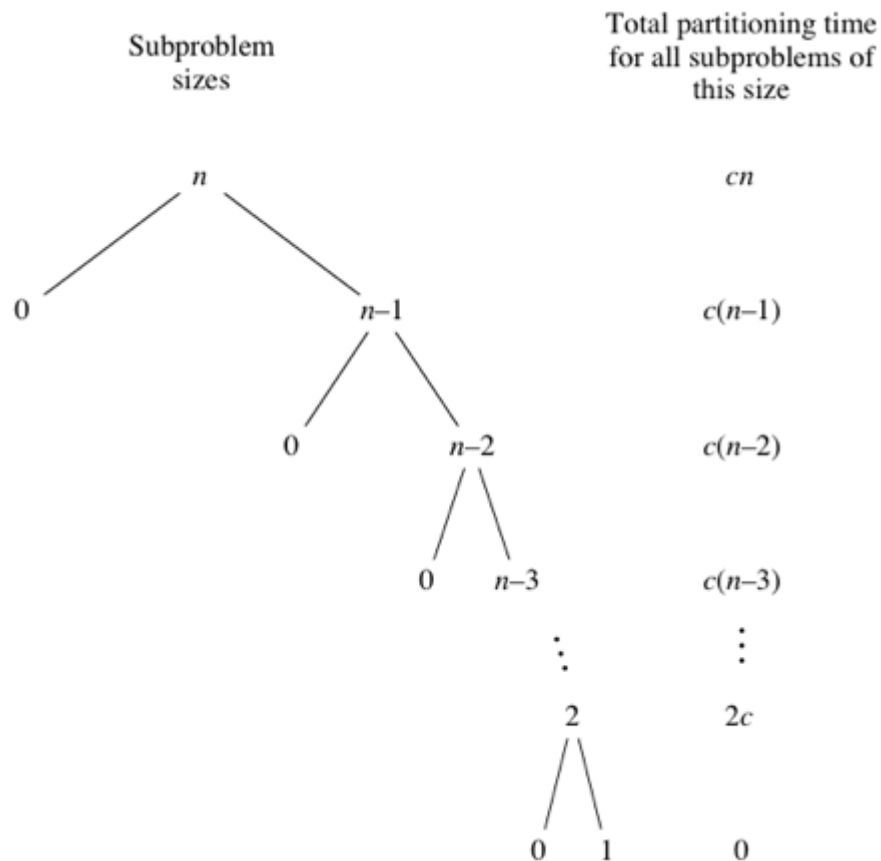 Subproblem
sizes
Total partitioning time
for all subproblems of
this size
n cn
0 n–1 c(n–1)
0 n–2 c(n–2)
0 n–3 c(n–3)
2 2c
0 1 0